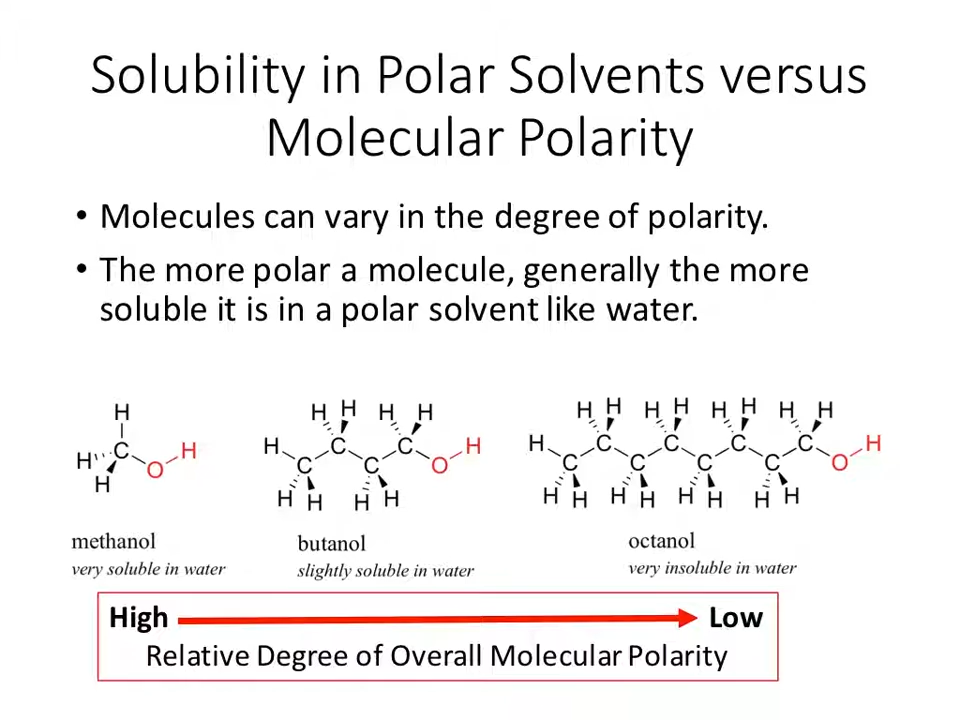 Solubility in Polar Solvents versus
Molecular Polarity
• Molecules can vary in the degree of polarity.
• The more polar a molecule, generally the more
soluble it is in a polar solvent like water.
H H H H H H H H H H H H H
H C O H H C C O H H C C C C O H
H C C C C C C
H H H H H H H H H H H H H
methanol butanol octanol
very soluble in water slightly soluble in water very insoluble in water
High Low
Relative Degree of Overall Molecular Polarity